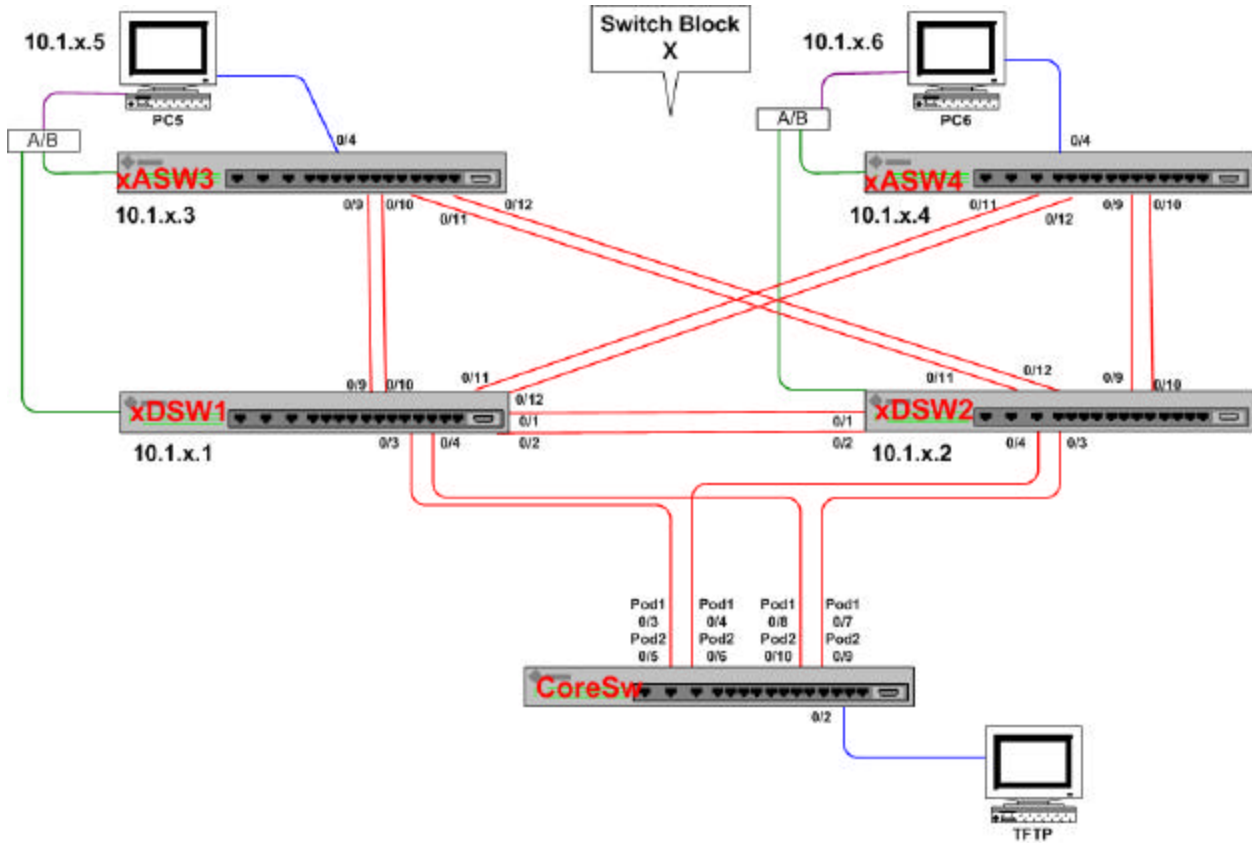 Switch Block
X
10.1.x.5
10.1.x.6
PC5
PC6
A/B
A/B
0/4
0/4
xASW3
xASW4
10.1.x.3
0/9
0/10
0/11
0/12
10.1.x.4
0/11
0/12
0/9
0/10
0/9
0/10
0/11
0/12
0/11
0/12
0/9
0/10
xDSW1
xDSW2
0/1
0/2
0/1
0/2
0/3
0/4
0/4
0/3
10.1.x.1
10.1.x.2
Pod1
0/3
Pod2
0/5
Pod1
0/4
Pod2
0/6
Pod1
0/8
Pod2
0/10
Pod1
0/7
Pod2
0/9
CoreSw
0/2
TFTP